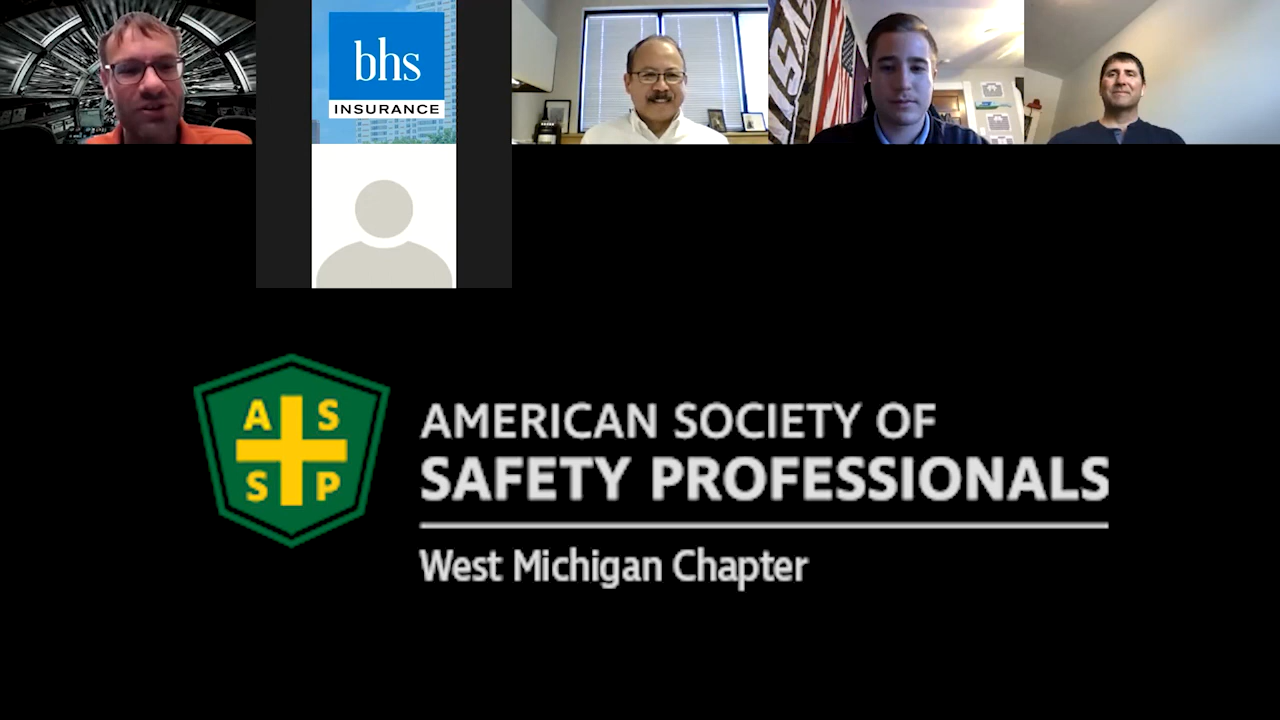 bhs
INSURANCE
A S
S P
AMERICAN SOCIETY OF
SAFETY PROFESSIONALS
West Michigan Chapter